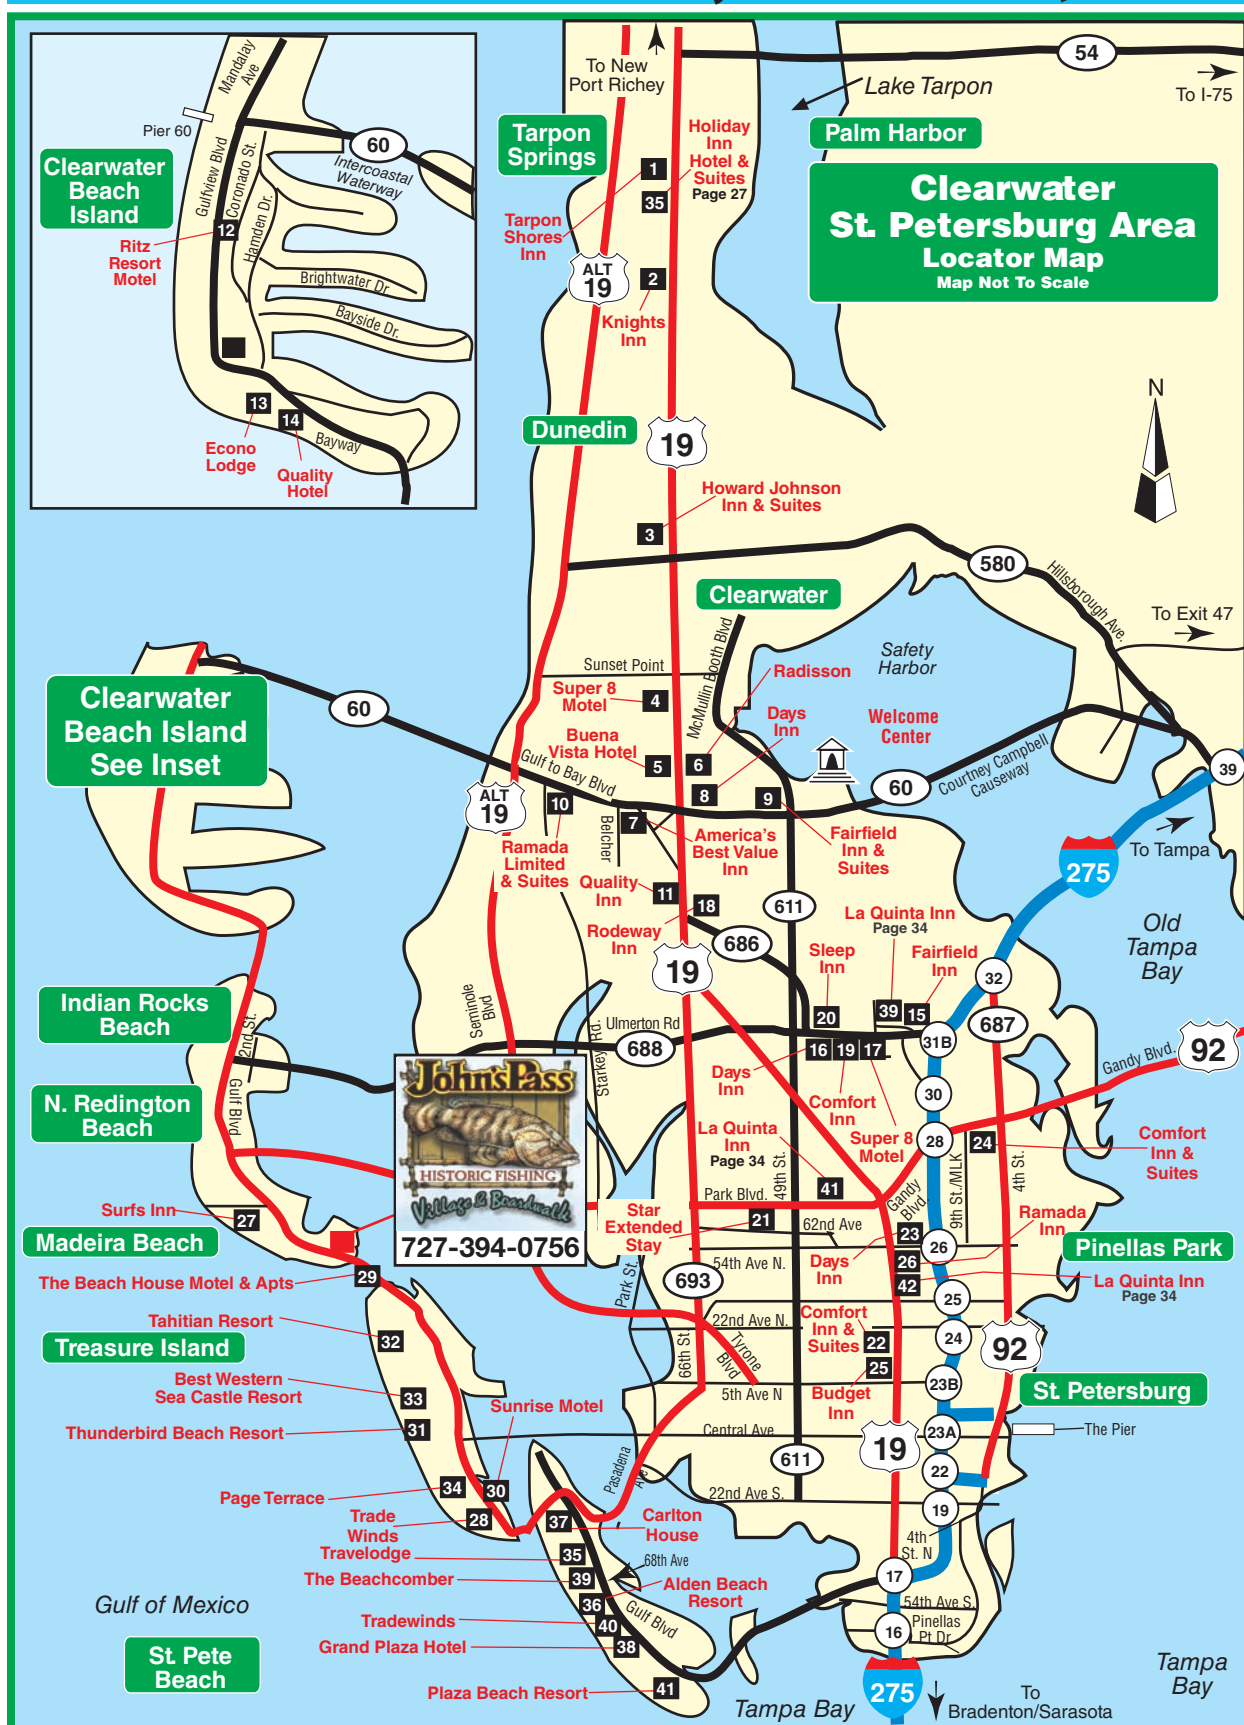 Mandalay
Ave
Pier 60
60
Intercoastal
Waterway
Clearwater
Beach
Island
Gulfview Blvd
Coronado St.
Hamden Dr.
12
Ritz
Resort
Motel
Brightwater Dr
Bayside Dr.
13
14
Econo
Lodge
Bayway
Quality
Hotel
To New
Port Richey
54
To I-75
Lake Tarpon
Tarpon
Springs
Holiday
Inn
Hotel &
Suites
Page 27
Palm Harbor
1
35
Clearwater
St. Petersburg Area
Locator Map
Map Not To Scale
Tarpon
Shores
Inn
ALT
19
2
Knights
Inn
N
Dunedin
19
Howard Johnson
Inn & Suites
3
580
Hillsborough Ave.
Clearwater
To Exit 47
McMullin Booth Blvd
Safety
Harbor
Sunset Point
Radisson
Super 8
Motel
4
Days
Inn
Welcome
Center
Clearwater
Beach Island
See Inset
60
Buena
Vista Hotel
5
6
Gulf to Bay Blvd
8
9
60
Courtney Campbell
Causeway
39
ALT
19
10
7
Belcher
Ramada
Limited
& Suites
America's
Best Value
Inn
Fairfield
Inn &
Suites
To Tampa
275
Quality
Inn
11
18
611
La Quinta Inn
Page 34
Rodeway
Inn
686
Sleep
Inn
Fairfield
Inn
Old
Tampa
Bay
19
32
Indian Rocks
Beach
2nd St.
Seminole
Blvd
Starkey Rd.
Ulmerton Rd
688
20
39
15
687
31B
16
19
17
92
Gandy Blvd.
Days
Inn
Comfort
Inn
Super 8
Motel
30
N. Redington
Beach
Gulf Blvd
John's Pass
HISTORIC FISHING
Village & Boardwalk
727-394-0756
La Quinta
Inn
Page 34
49th St.
28
9th St./MLK
24
4th St.
Comfort
Inn &
Suites
41
Park Blvd.
Gandy
Blvd.
Surfs Inn
27
Star
Extended
Stay
21
62nd Ave
23
Ramada
Inn
Madeira Beach
26
Pinellas Park
The Beach House Motel & Apts
29
Park St.
54th Ave N.
693
Days
Inn
26
42
La Quinta Inn
Page 34
25
Tahitian Resort
32
22nd Ave N.
Comfort
Inn &
Suites
22
24
92
Treasure Island
66th St
Tyrone
Blvd
25
Best Western
Sea Castle Resort
33
5th Ave N
Budget
Inn
23B
St. Petersburg
Sunrise Motel
Thunderbird Beach Resort
31
Central Ave
19
23A
The Pier
Pasadena
Ave
611
22
Page Terrace
34
30
22nd Ave S.
19
Trade
Winds
28
37
Carlton
House
4th
St. N
Travelodge
35
68th Ave
17
The Beachcomber
39
Alden Beach
Resort
36
54th Ave S.
Gulf of Mexico
Tradewinds
40
Gulf Blvd
16
Pinellas
Pt Dr
Grand Plaza Hotel
38
St. Pete
Beach
Plaza Beach Resort
41
Tampa Bay
275
To
Bradenton/Sarasota
Tampa
Bay